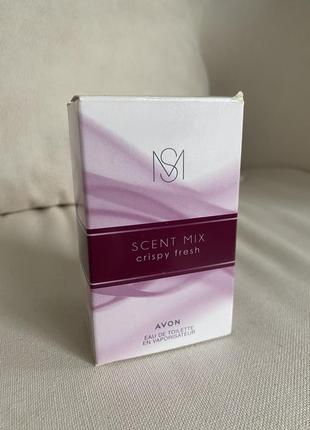 SM
SCENT MIX
crispy fresh
AVON
EAU DE TOILETTE
EN VAPORISATEUR